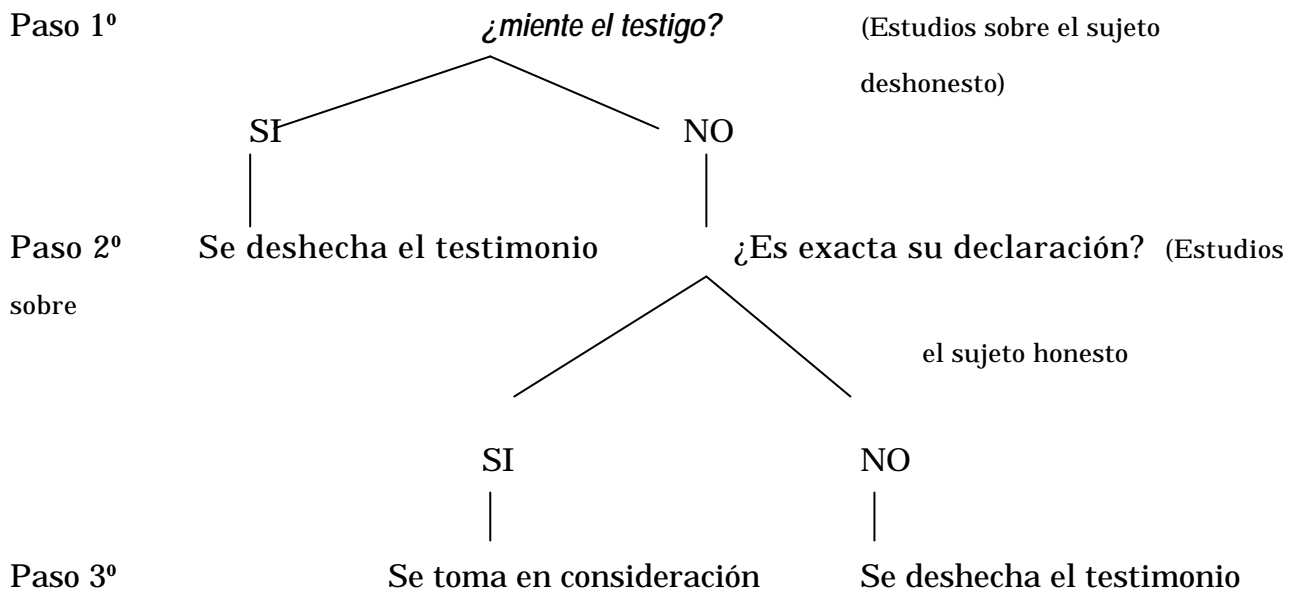 Paso 1º ¿miente el testigo? (Estudios sobre el sujeto
deshonesto)
SI NO
Paso 2º Se deshecha el testimonio ¿Es exacta su declaración? (Estudios
sobre
el sujeto honesto
SI NO
Paso 3º Se toma en consideración Se deshecha el testimonio